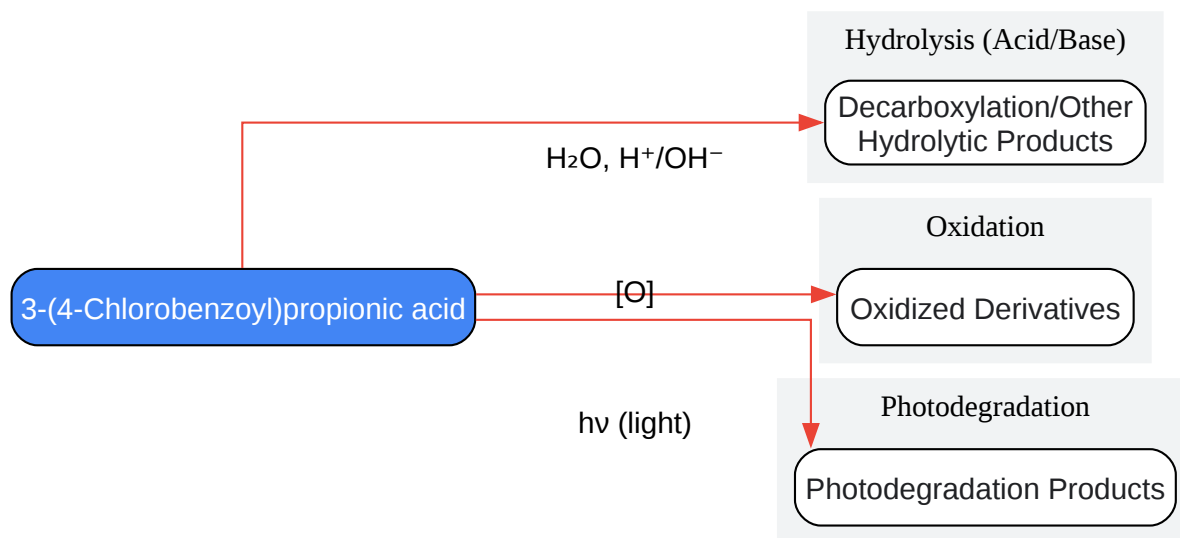 Hydrolysis (Acid/Base)
Decarboxylation/Other
Hydrolytic Products
H₂O, H⁺/OH⁻
Oxidation
[O]
3-(4-Chlorobenzoyl)propionic acid
Oxidized Derivatives
Photodegradation
hν (light)
Photodegradation Products